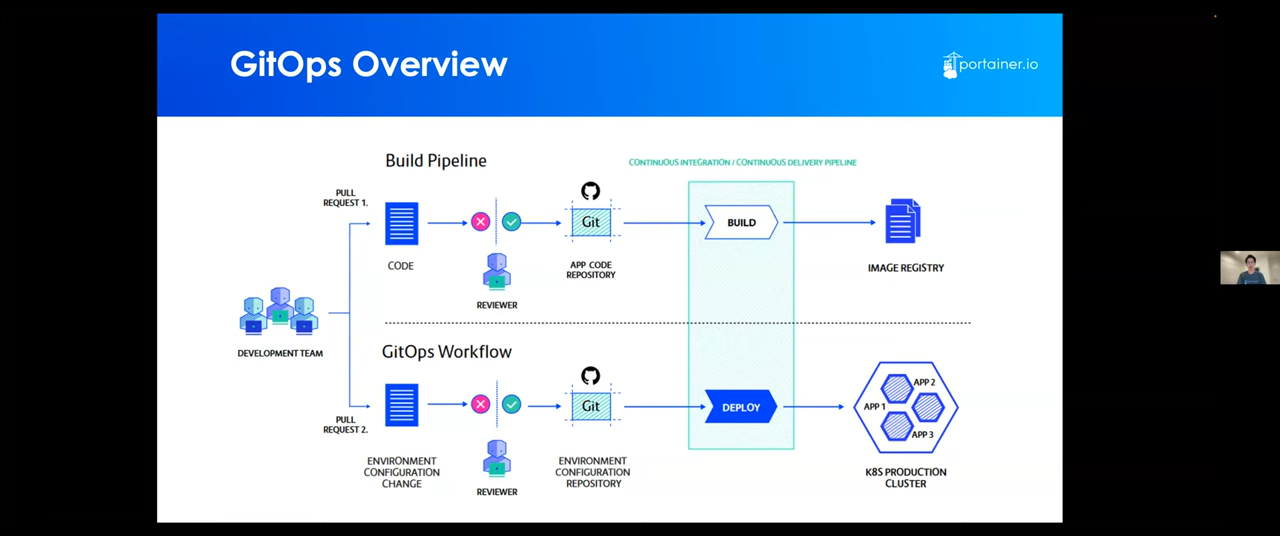 GitOps Overview
portainer.io
Build Pipeline
CONTINUOUS INTEGRATION / CONTINUOUS DELIVERY PIPELINE
PULL
REQUEST 1.
CODE
REVIEWER
Git
APP CODE
REPOSITORY
BUILD
IMAGE REGISTRY
DEVELOPMENT TEAM
GitOps Workflow
PULL
REQUEST 2.
ENVIRONMENT
CONFIGURATION
CHANGE
REVIEWER
Git
ENVIRONMENT
CONFIGURATION
REPOSITORY
DEPLOY
APP 2
APP 1
APP 3
K8S PRODUCTION
CLUSTER